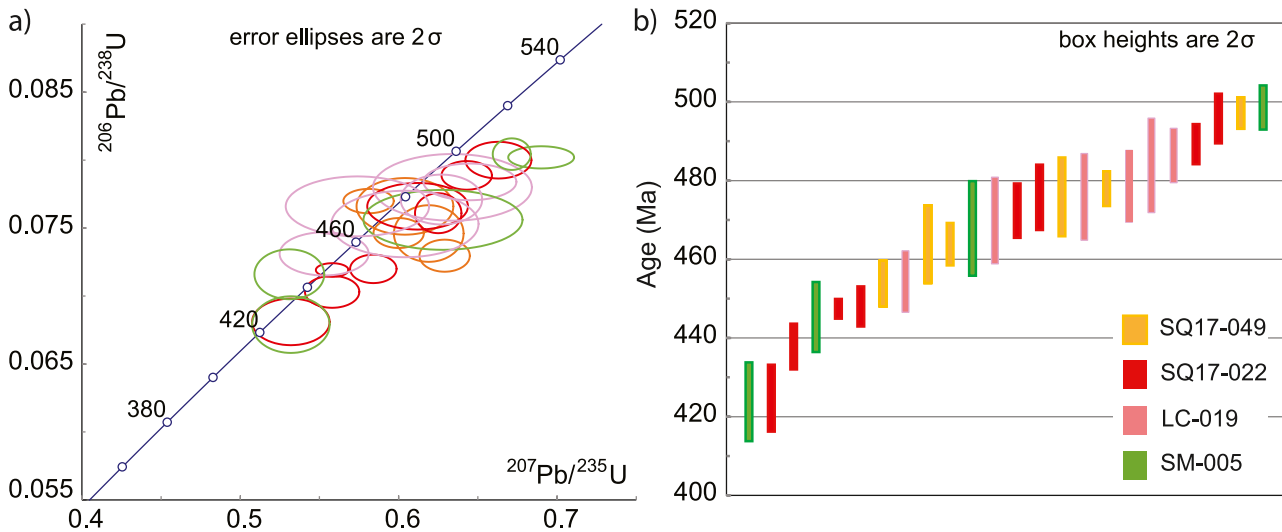 a)
error ellipses are 2σ
²⁰⁶Pb/²³⁸U
540
500
460
420
380
0.085
0.075
0.065
0.055
²⁰⁷Pb/²³⁵U
0.4
0.5
0.6
0.7
b)
box heights are 2σ
Age (Ma)
520
500
480
460
440
420
400
SQ17-049
SQ17-022
LC-019
SM-005